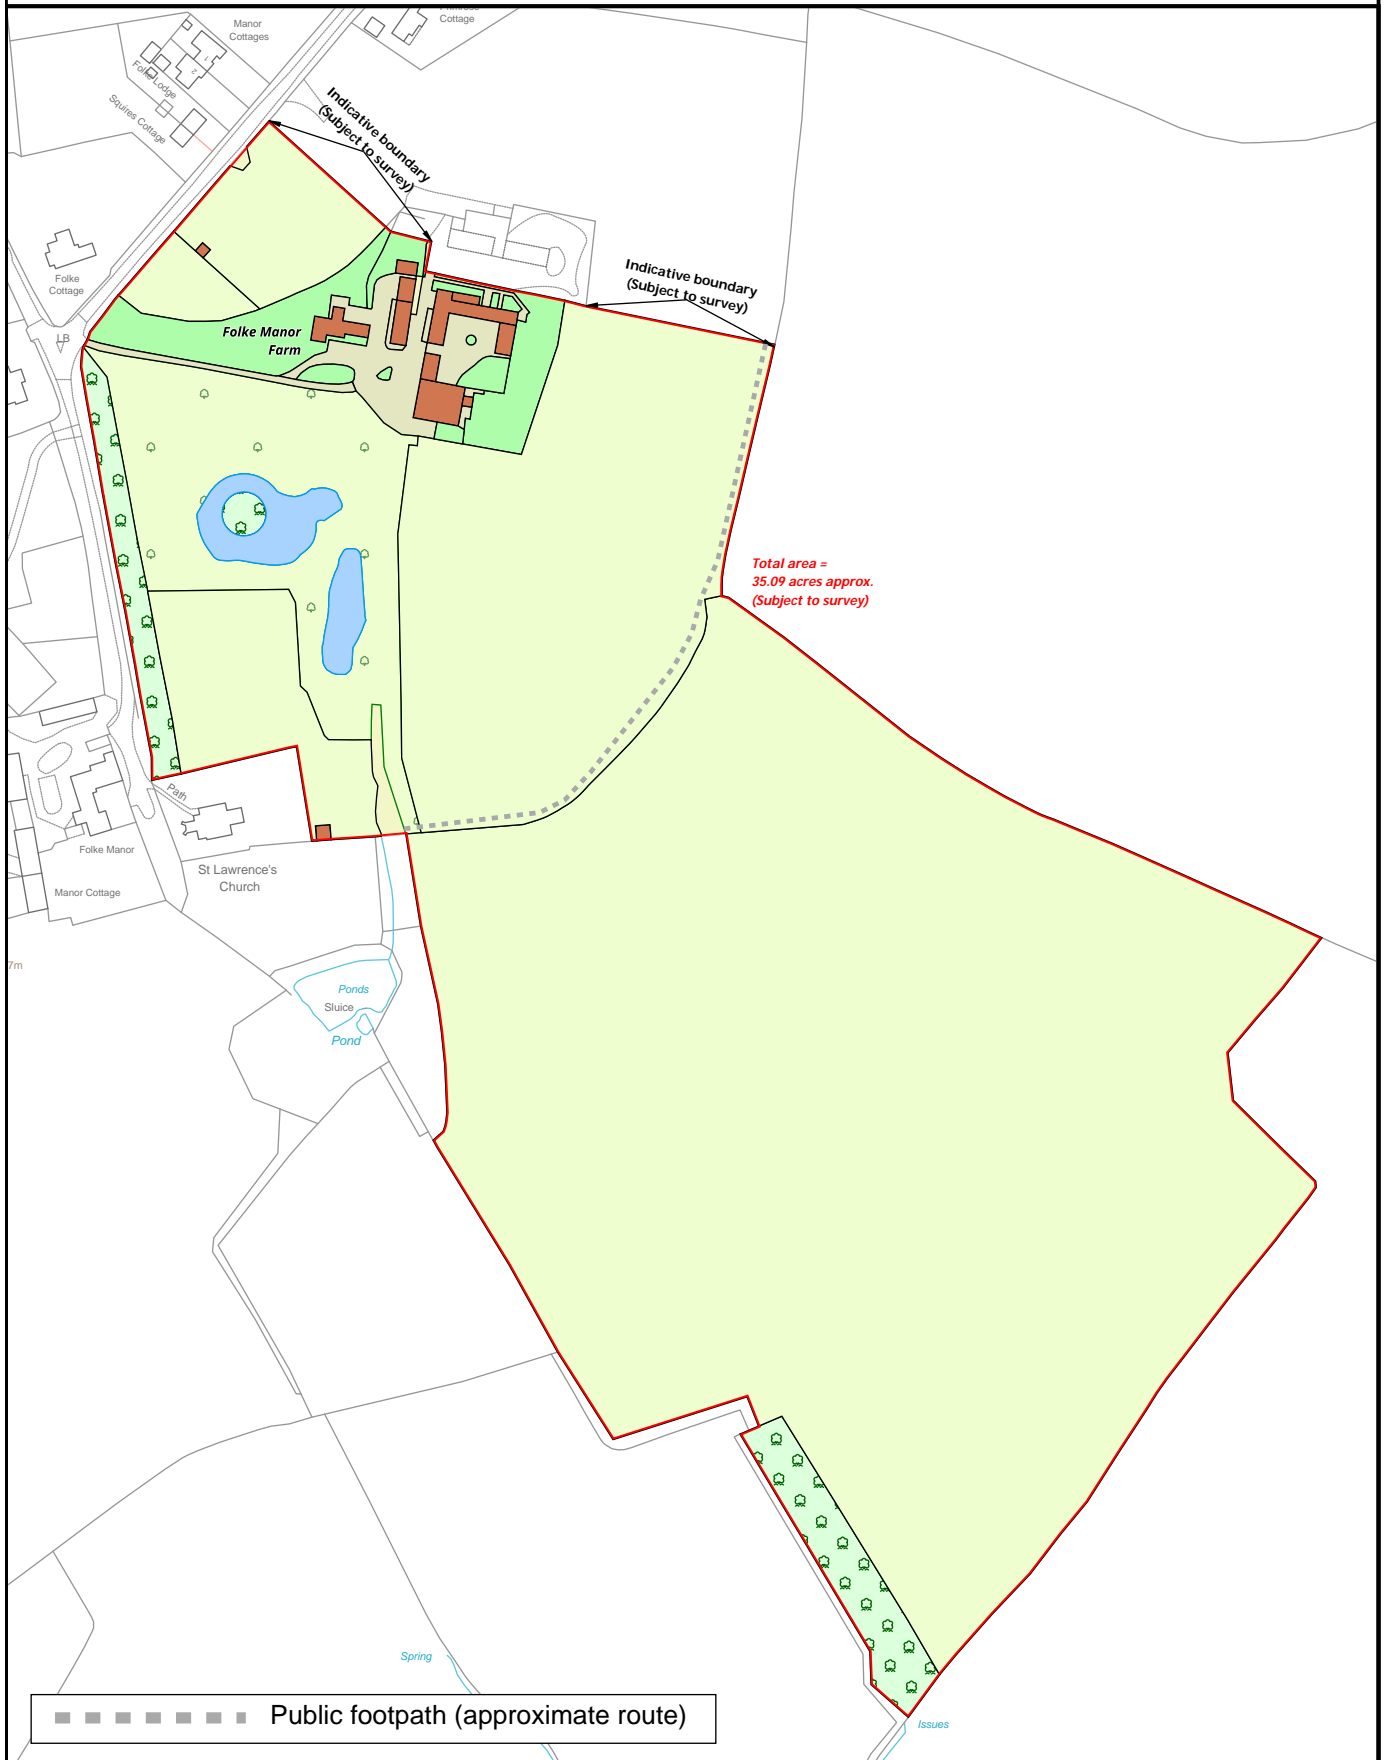 Manor
Cottages
Cottage
1
2
Folke Lodge
Squires Cottage
Indicative boundary
(Subject to survey)
Folke
Cottage
Indicative boundary
(Subject to survey)
LB
Folke Manor
Farm
Total area =
35.09 acres approx.
(Subject to survey)
Path
Folke Manor
St Lawrence's
Church
Manor Cottage
7m
Ponds
Sluice
Pond
Spring
Public footpath (approximate route)
Issues